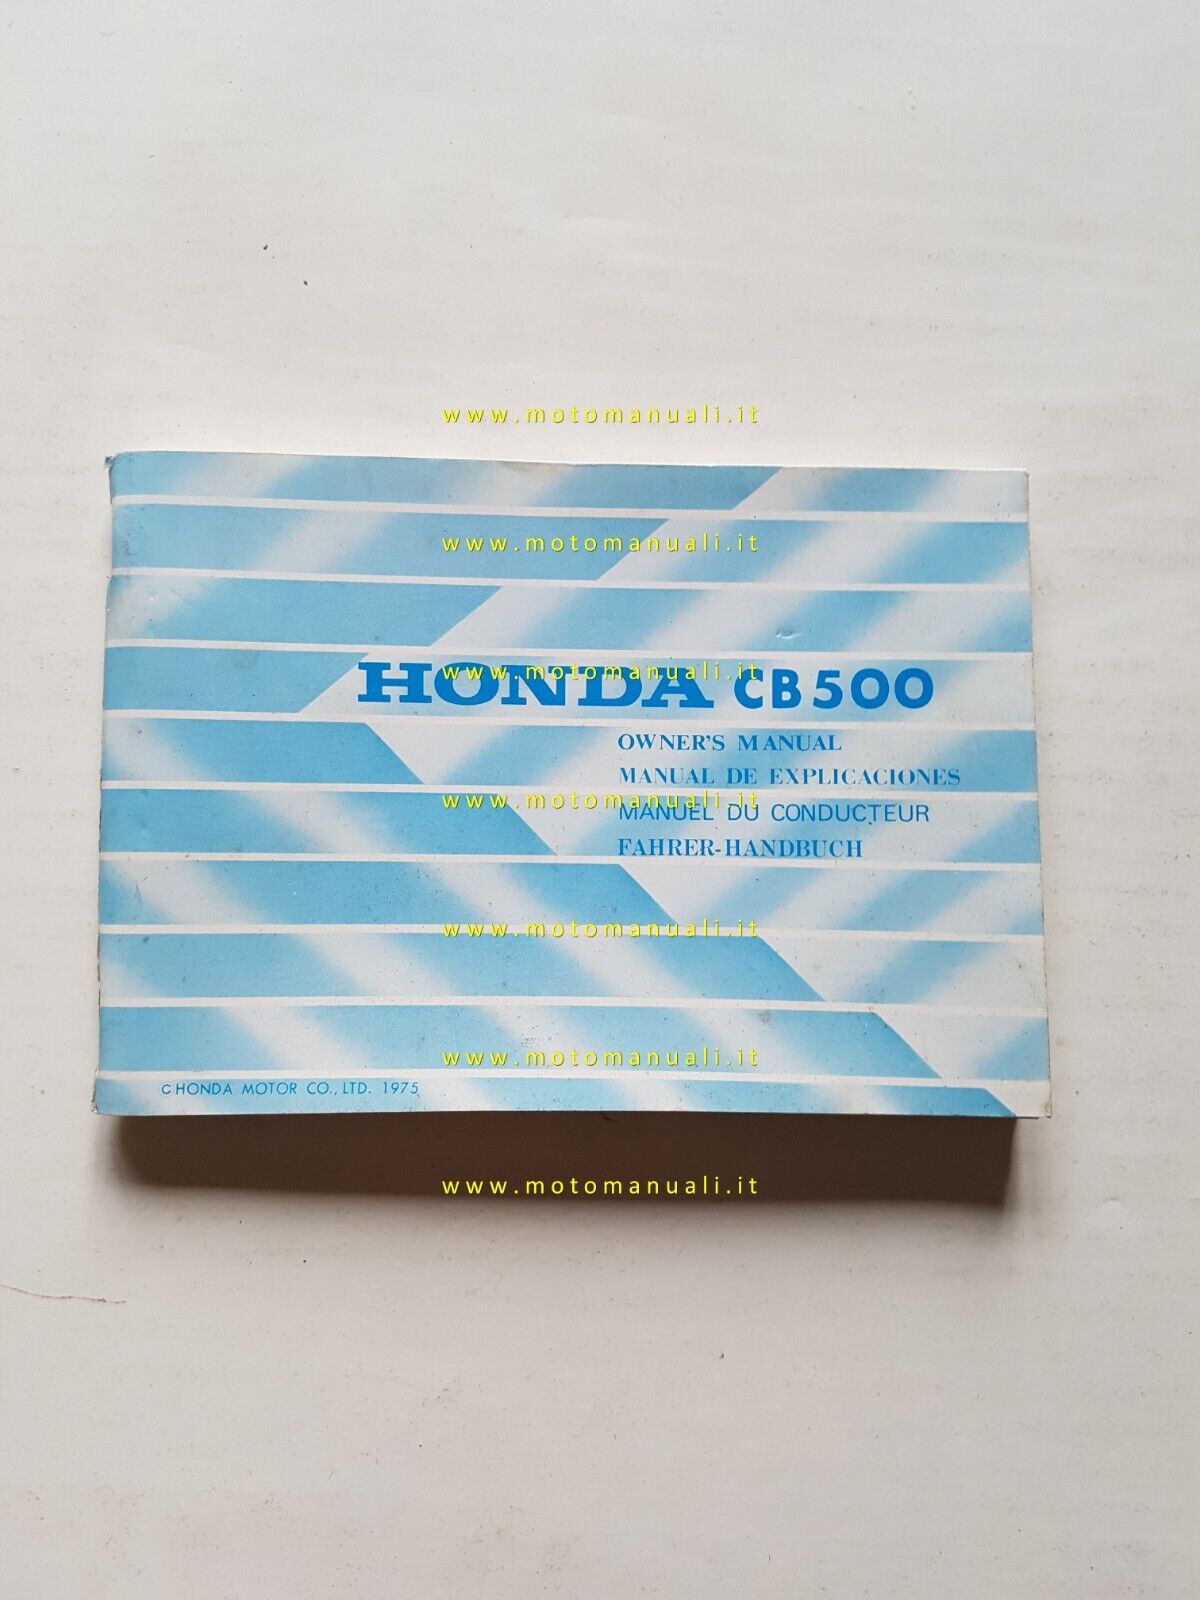 www.motomanuali.it
www.motomanuali.it
www.motomanuali.it
HONDA CB500
OWNER'S MANUAL
MANUAL DE EXPLICACIONES
www.motomanuali.it
MANUEL DU CONDUCTEUR
FAHRER-HANDBUCH
www.motomanuali.it
www.motomanuali.it
©HONDA MOTOR CO., LTD. 1975
www.motomanuali.it